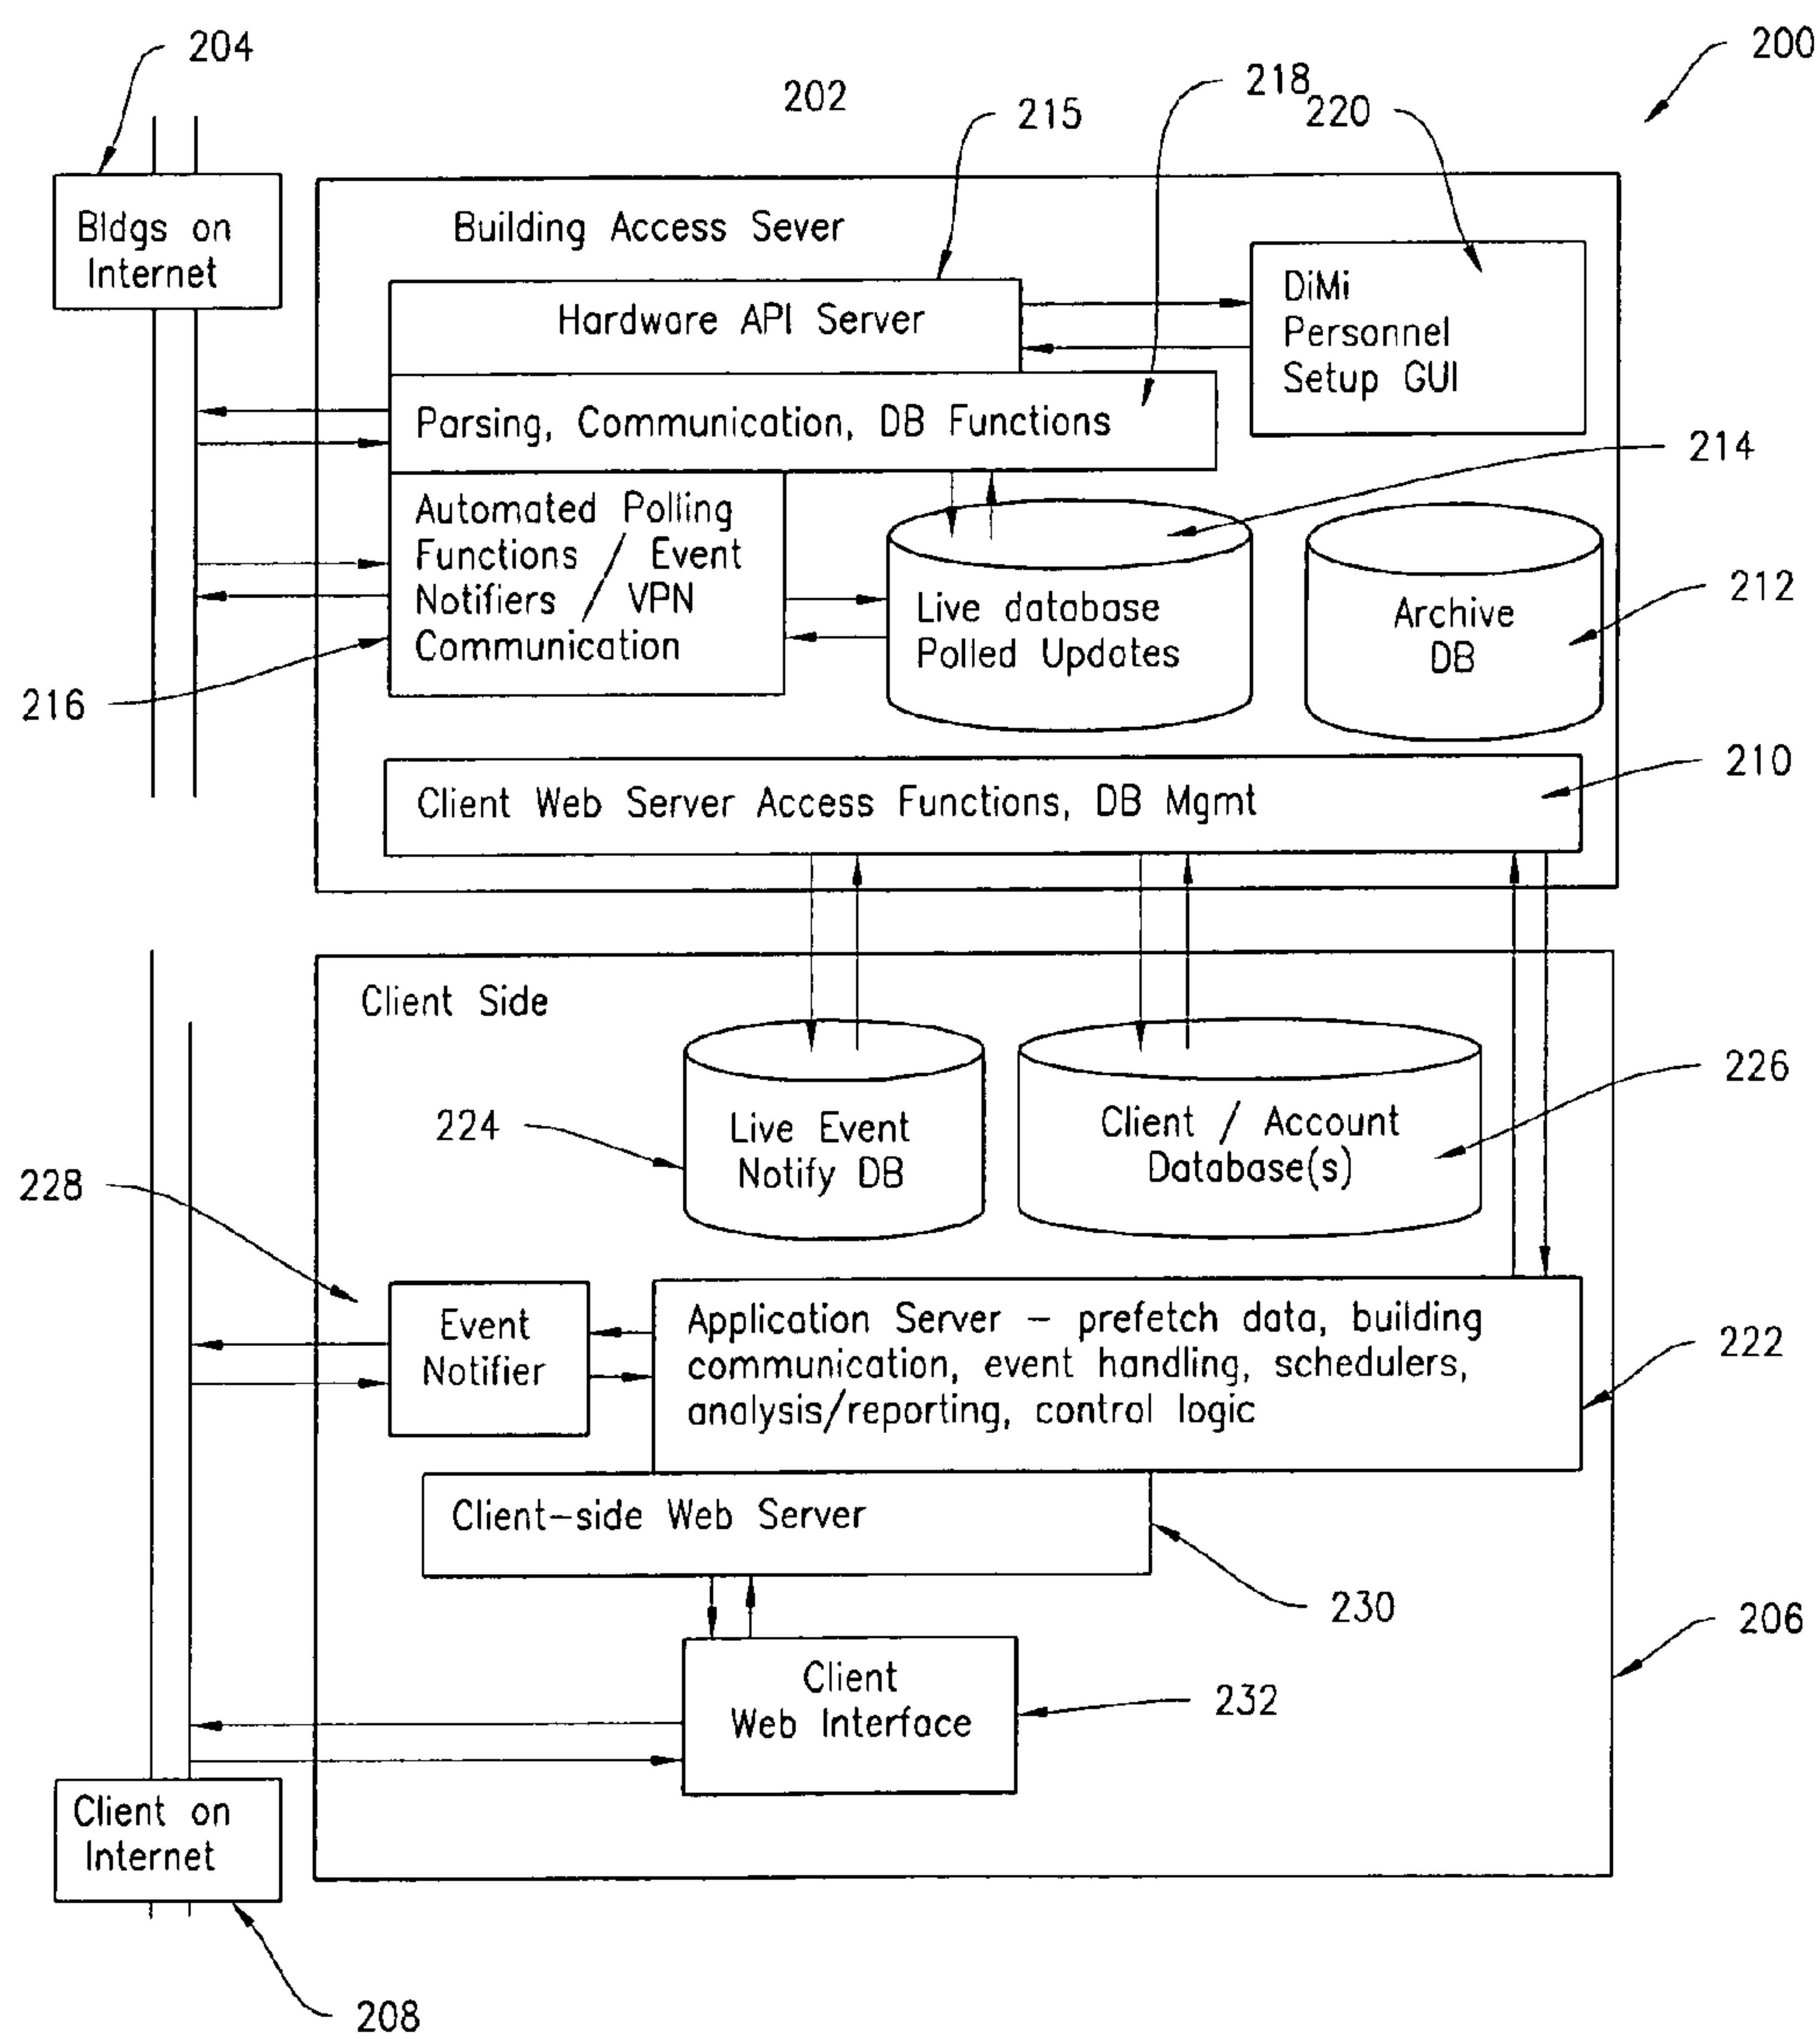 204
200
202
218
215
220
Bldgs on
Internet
Building Access Sever
Hardware API Server
DiMi
Personnel
Setup GUI
Parsing, Communication, DB Functions
214
Automated Polling
Functions / Event
Notifiers / VPN
Communication
Live database
Polled Updates
Archive
DB
212
216
210
Client Web Server Access Functions, DB Mgmt
Client Side
226
224
Live Event
Notify DB
Client / Account
Database(s)
228
Event
Notifier
Application Server - prefetch data, building
communication, event handling, schedulers,
analysis/reporting, control logic
222
Client-side Web Server
230
206
Client
Web Interface
232
Client on
Internet
208